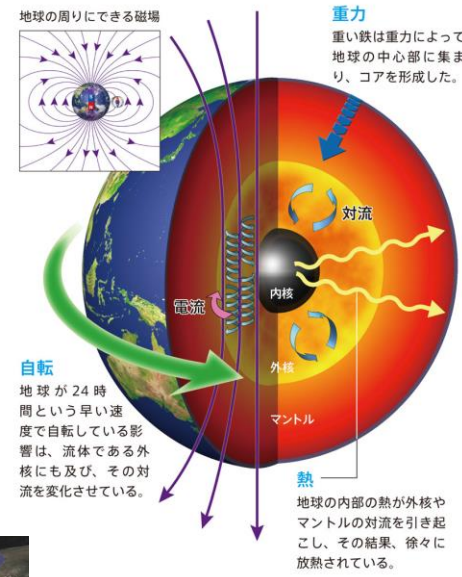 地球の周りにできる磁場
重力
重い鉄は重力によって
地球の中心部に集ま
り、コアを形成した。
対流
内核
電流
外核
マントル
自転
地球が24時
間という早い速
度で自転している影
響は、流体である外
核にも及び、その対
流を変化させている。
熱
地球の内部の熱が外核や
マントルの対流を引き起
こし、その結果、徐々に
放熱されている。